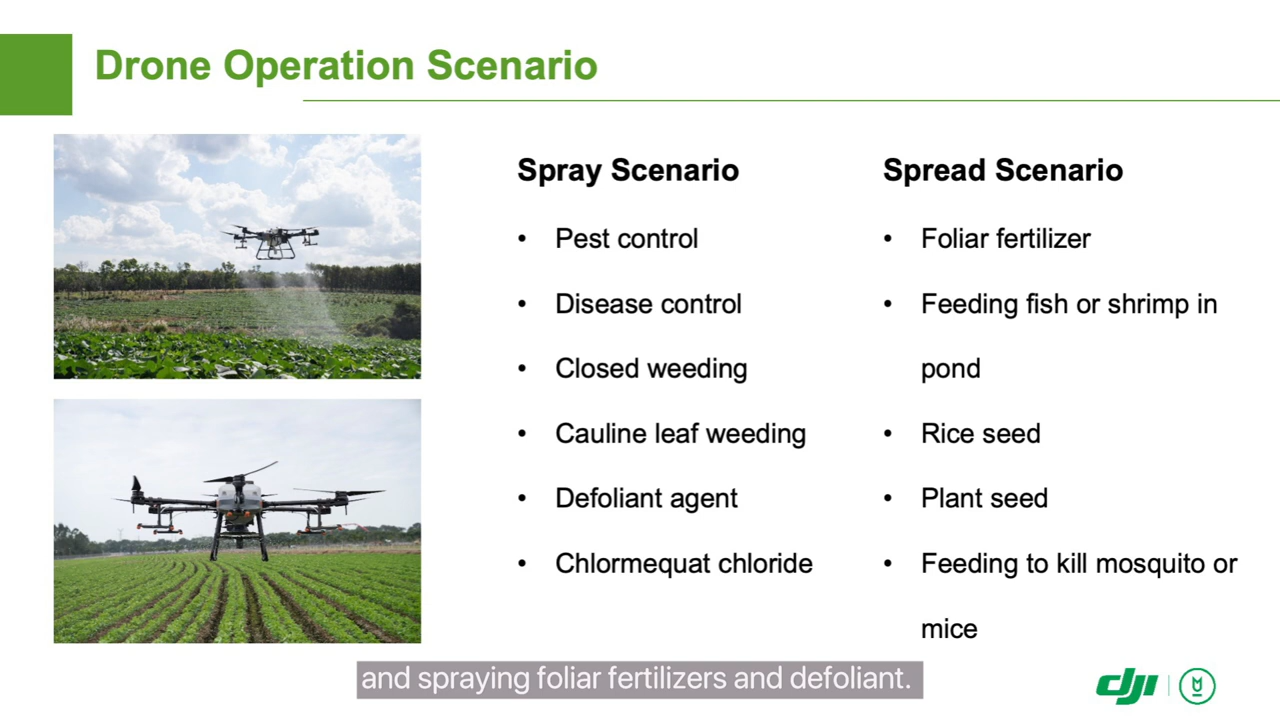 Drone Operation Scenario
Spray Scenario
• Pest control
• Disease control
• Closed weeding
• Cauline leaf weeding
• Defoliant agent
• Chlormequat chloride
Spread Scenario
• Foliar fertilizer
• Feeding fish or shrimp in
pond
• Rice seed
• Plant seed
• Feeding to kill mosquito or
mice
and spraying foliar fertilizers and defoliant.
dji